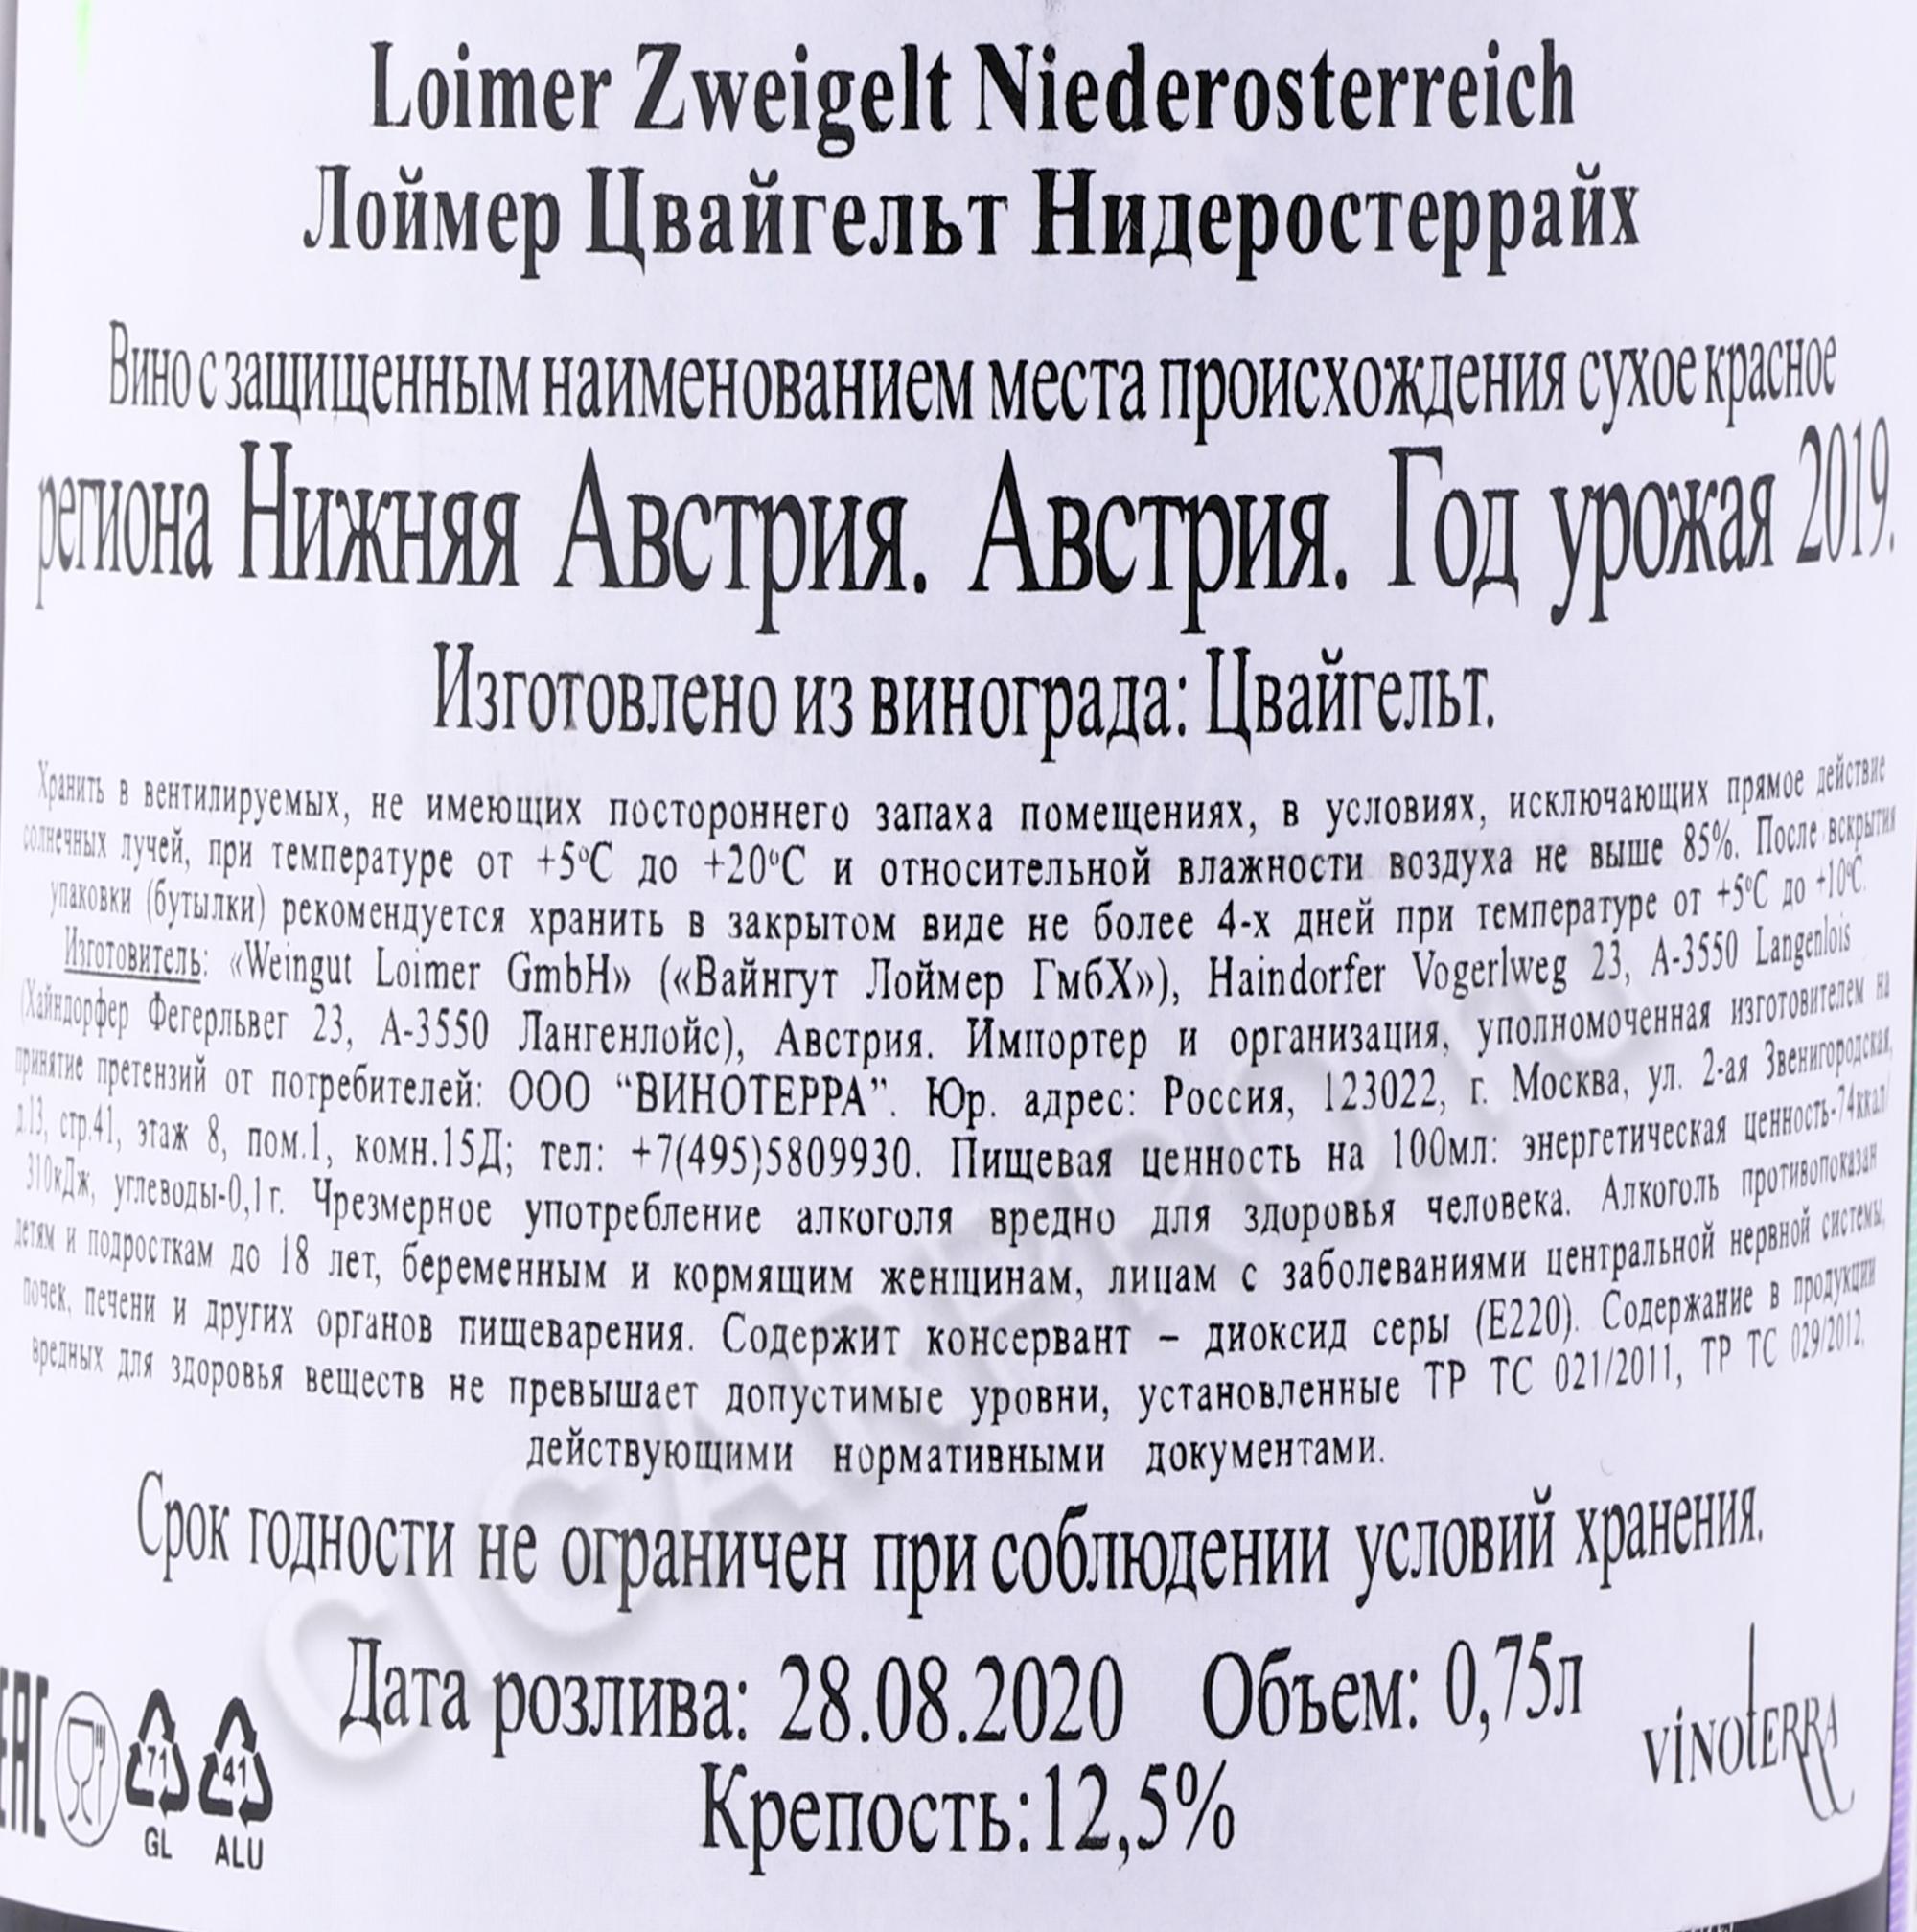 Loimer Zweigelt Niederosterreich
Лоймер Цвайгельт Нидеростеррайх
Вино с защищенным наименованием места происхождения сухое красное
региона Нижняя Австрия. Австрия. Год урожая 2019.
Изготовлено из винограда: Цвайгельт.
Хранить в вентилируемых, не имеющих постороннего запаха помещениях, в условиях, исключающих прямое действие
солнечных лучей, при температуре от +5ºС до +20ºС и относительной влажности воздуха не выше 85%. После вскрытия
упаковки (бутылки) рекомендуется хранить в закрытом виде не более 4-х дней при температуре от +5ºС до +10ºС.
Изготовитель: «Weingut Loimer GmbH» («Вайнгут Лоймер ГмбХ»), Haindorfer Vogerlweg 23, A-3550 Langenlois
(Хайндорфер Фегерльвег 23, А-3550 Лангенлойс), Австрия. Импортер и организация, уполномоченная изготовителем на
принятие претензий от потребителей: ООО “ВИНОТЕРРА”. Юр. адрес: Россия, 123022, г. Москва, ул. 2-ая Звенигородская,
д.13, стр.41, этаж 8, пом.1, комн.15Д; тел: +7(495)5809930. Пищевая ценность на 100мл: энергетическая ценность-74ккал/
310кДж, углеводы-0,1г. Чрезмерное употребление алкоголя вредно для здоровья человека. Алкоголь противопоказан
детям и подросткам до 18 лет, беременным и кормящим женщинам, лицам с заболеваниями центральной нервной системы,
почек, печени и других органов пищеварения. Содержит консервант – диоксид серы (Е220). Содержание в продукции
вредных для здоровья веществ не превышает допустимые уровни, установленные ТР ТС 021/2011, ТР ТС 029/2012,
действующими нормативными документами.
Срок годности не ограничен при соблюдении условий хранения.
Дата розлива: 28.08.2020 Объем: 0,75л
Крепость:12,5%
EAC
71
GL
41
ALU
VINOTERRA
CIGARPRO.ru